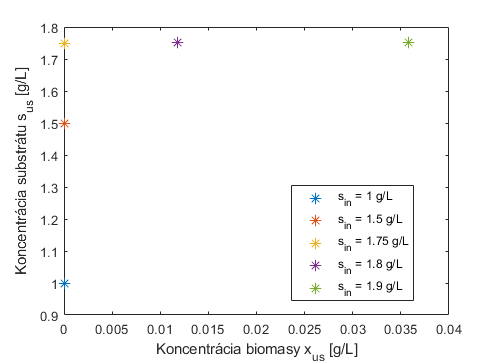 1.8
1.7
1.6
1.5
1.4
1.3
1.2
1.1
1
0.9
Koncentrácia substrátu s_us [g/L]
0
0.005
0.01
0.015
0.02
0.025
0.03
0.035
0.04
Koncentrácia biomasy x_us [g/L]
s_in = 1 g/L
s_in = 1.5 g/L
s_in = 1.75 g/L
s_in = 1.8 g/L
s_in = 1.9 g/L